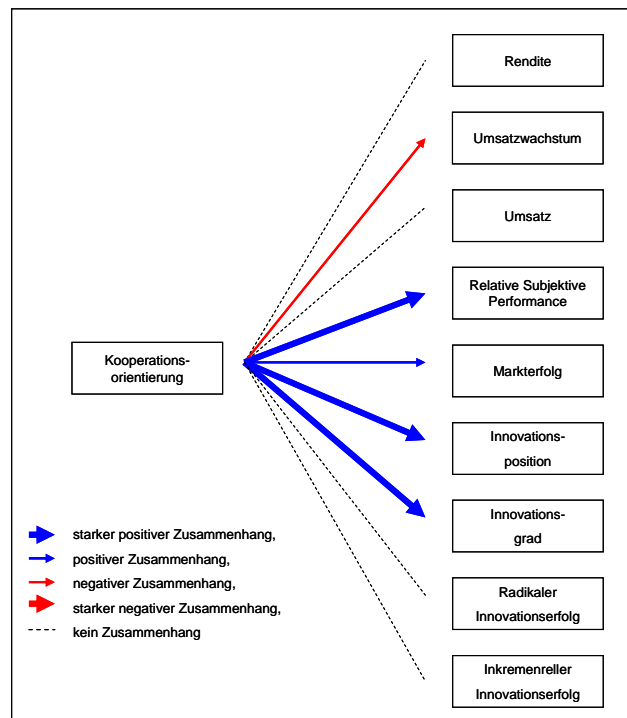 Rendite
Umsatzwachstum
Umsatz
Relative Subjektive
Performance
Kooperations-
orientierung
Markterfolg
Innovations-
position
Innovations-
grad
Radikaler
Innovationserfolg
Inkremenreller
Innovationserfolg
starker positiver Zusammenhang,
positiver Zusammenhang,
negativer Zusammenhang,
starker negativer Zusammenhang,
kein Zusammenhang